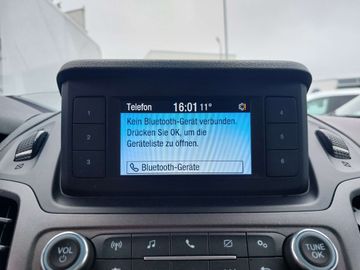 Telefon 16:01 11°
Kein Bluetooth-Gerät verbunden.
Drücken Sie OK, um die
Geräteliste zu öffnen.
Bluetooth-Geräte
1
2
3
4
5
6
VOL
OK